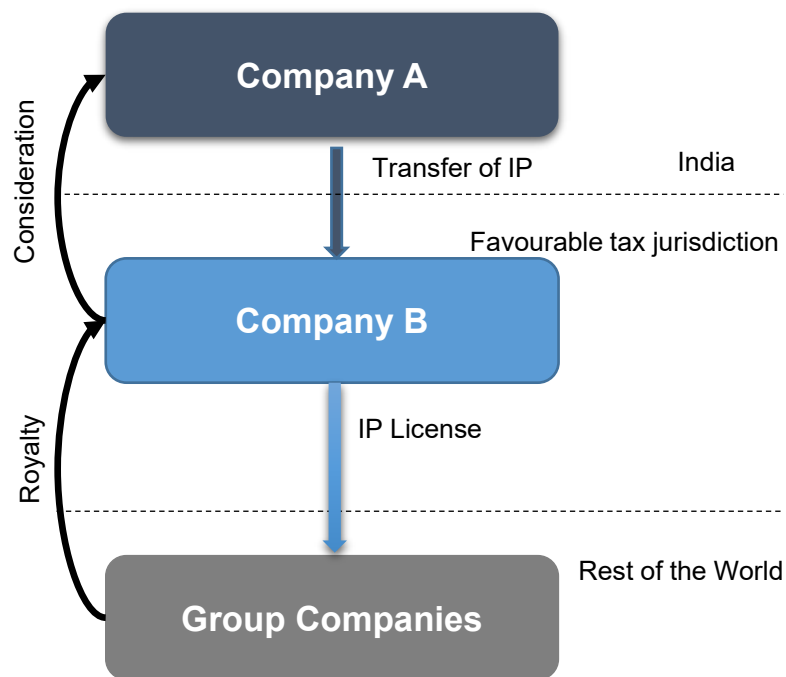 Company A
Consideration
Transfer of IP
India
Favourable tax jurisdiction
Company B
IP License
Royalty
Rest of the World
Group Companies